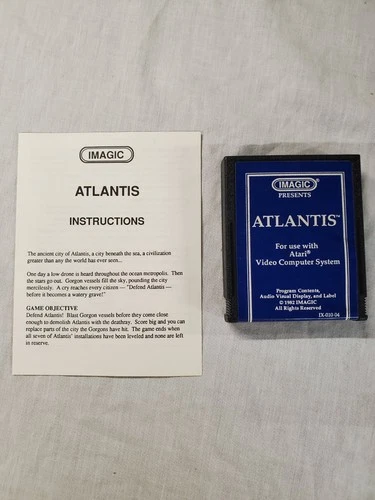 IMAGIC
ATLANTIS
INSTRUCTIONS
The ancient city of Atlantis, a city beneath the sea, a civilization
greater than any the world has ever seen...
One day a low drone is heard throughout the ocean metropolis. Then
the stars go out. Gorgon vessels fill the sky, pounding the city
mercilessly. A cry reaches every citizen — "Defend Atlantis —
before it becomes a watery grave!"
GAME OBJECTIVE
Defend Atlantis! Blast Gorgon vessels before they come close
enough to demolish Atlantis with the deathray. Score big and you can
replace parts of the city the Gorgons have hit. The game ends when
all seven of Atlantis' installations have been leveled and none are left
in reserve.
IMAGIC®
PRESENTS
ATLANTIS™
For use with
Atari®
Video Computer System
Program Contents,
Audio Visual Display, and Label
© 1982 IMAGIC
All Rights Reserved
IX-010-04